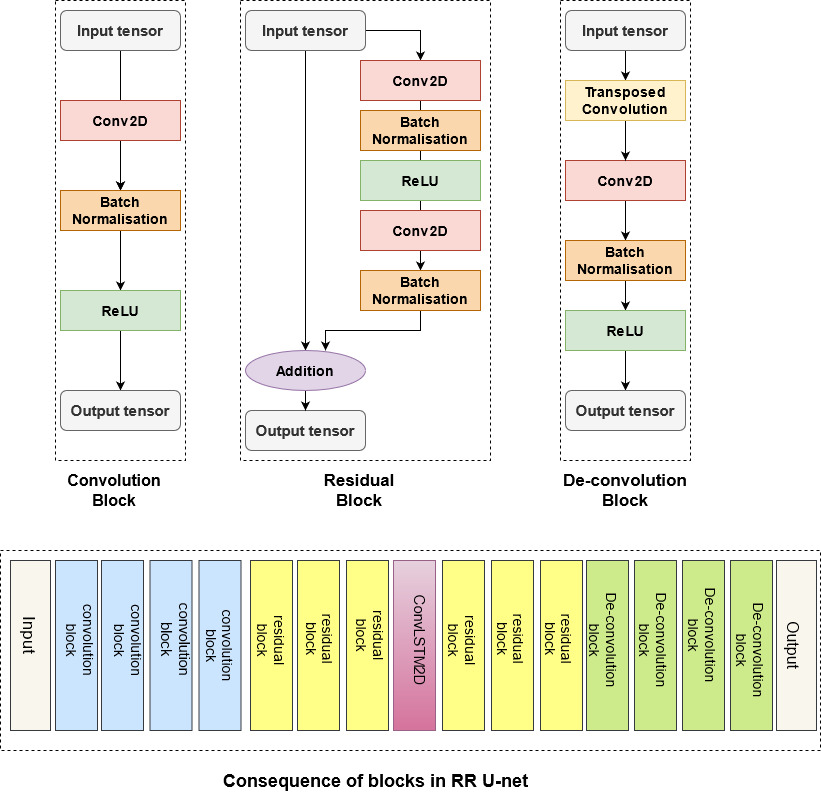 Input tensor
Conv2D
Batch
Normalisation
ReLU
Output tensor
Convolution
Block
Input tensor
Conv2D
Batch
Normalisation
ReLU
Conv2D
Batch
Normalisation
Addition
Output tensor
Residual
Block
Input tensor
Transposed
Convolution
Conv2D
Batch
Normalisation
ReLU
Output tensor
De-convolution
Block
Input
convolution
block
convolution
block
convolution
block
convolution
block
residual
block
residual
block
residual
block
ConvLSTM2D
residual
block
residual
block
residual
block
De-convolution
block
De-convolution
block
De-convolution
block
De-convolution
block
Output
Consequence of blocks in RR U-net